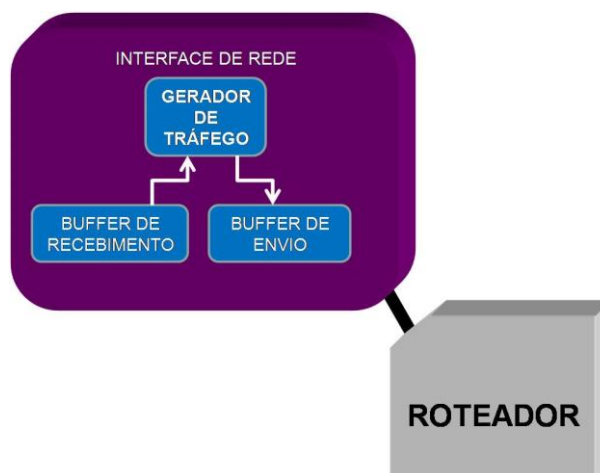 INTERFACE DE REDE
GERADOR
DE
TRÁFEGO
BUFFER DE
RECEBIMENTO
BUFFER DE
ENVIO
ROTEADOR